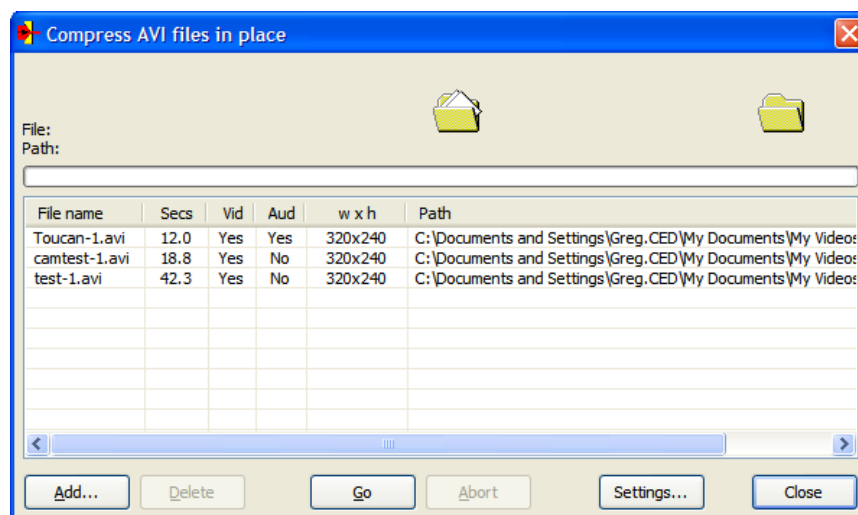 Compress AVI files in place
File:
Path:
File name Secs Vid Aud w x h Path
Toucan-1.avi 12.0 Yes Yes 320x240 C:\Documents and Settings\Greg.CED\My Documents\My Videos
camtest-1.avi 18.8 Yes No 320x240 C:\Documents and Settings\Greg.CED\My Documents\My Videos
test-1.avi 42.3 Yes No 320x240 C:\Documents and Settings\Greg.CED\My Documents\My Videos
Add... Delete Go Abort Settings... Close